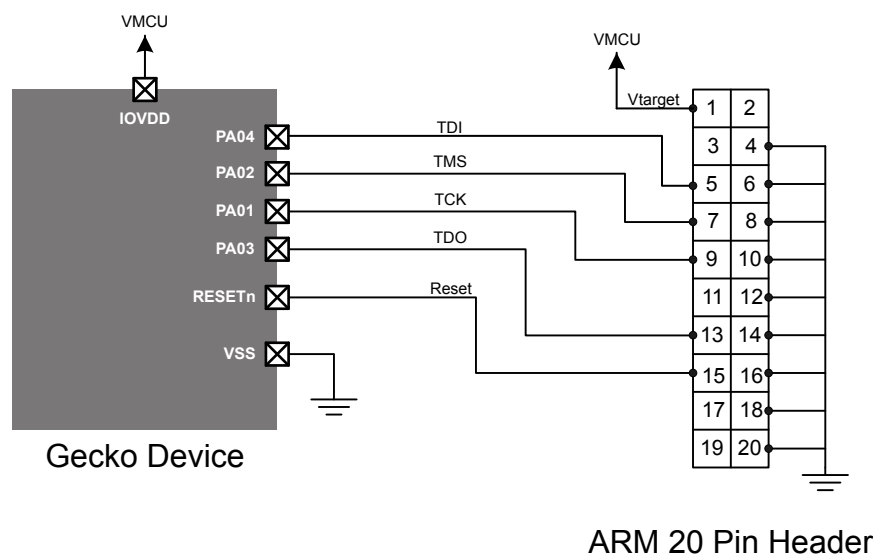 VMCU
VMCU
IOVDD
Vtarget
1 2
PA04
TDI
3 4
PA02
TMS
5 6
PA01
TCK
7 8
PA03
TDO
9 10
RESETn
Reset
11 12
13 14
VSS
15 16
17 18
19 20
Gecko Device
ARM 20 Pin Header